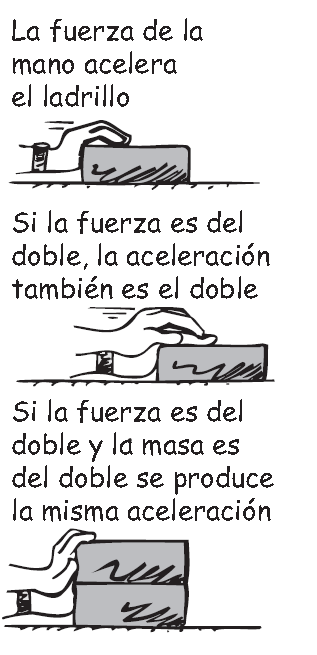 La fuerza de la
mano acelera
el ladrillo
Si la fuerza es del
doble, la aceleración
también es el doble
Si la fuerza es del
doble y la masa es
del doble se produce
la misma aceleración